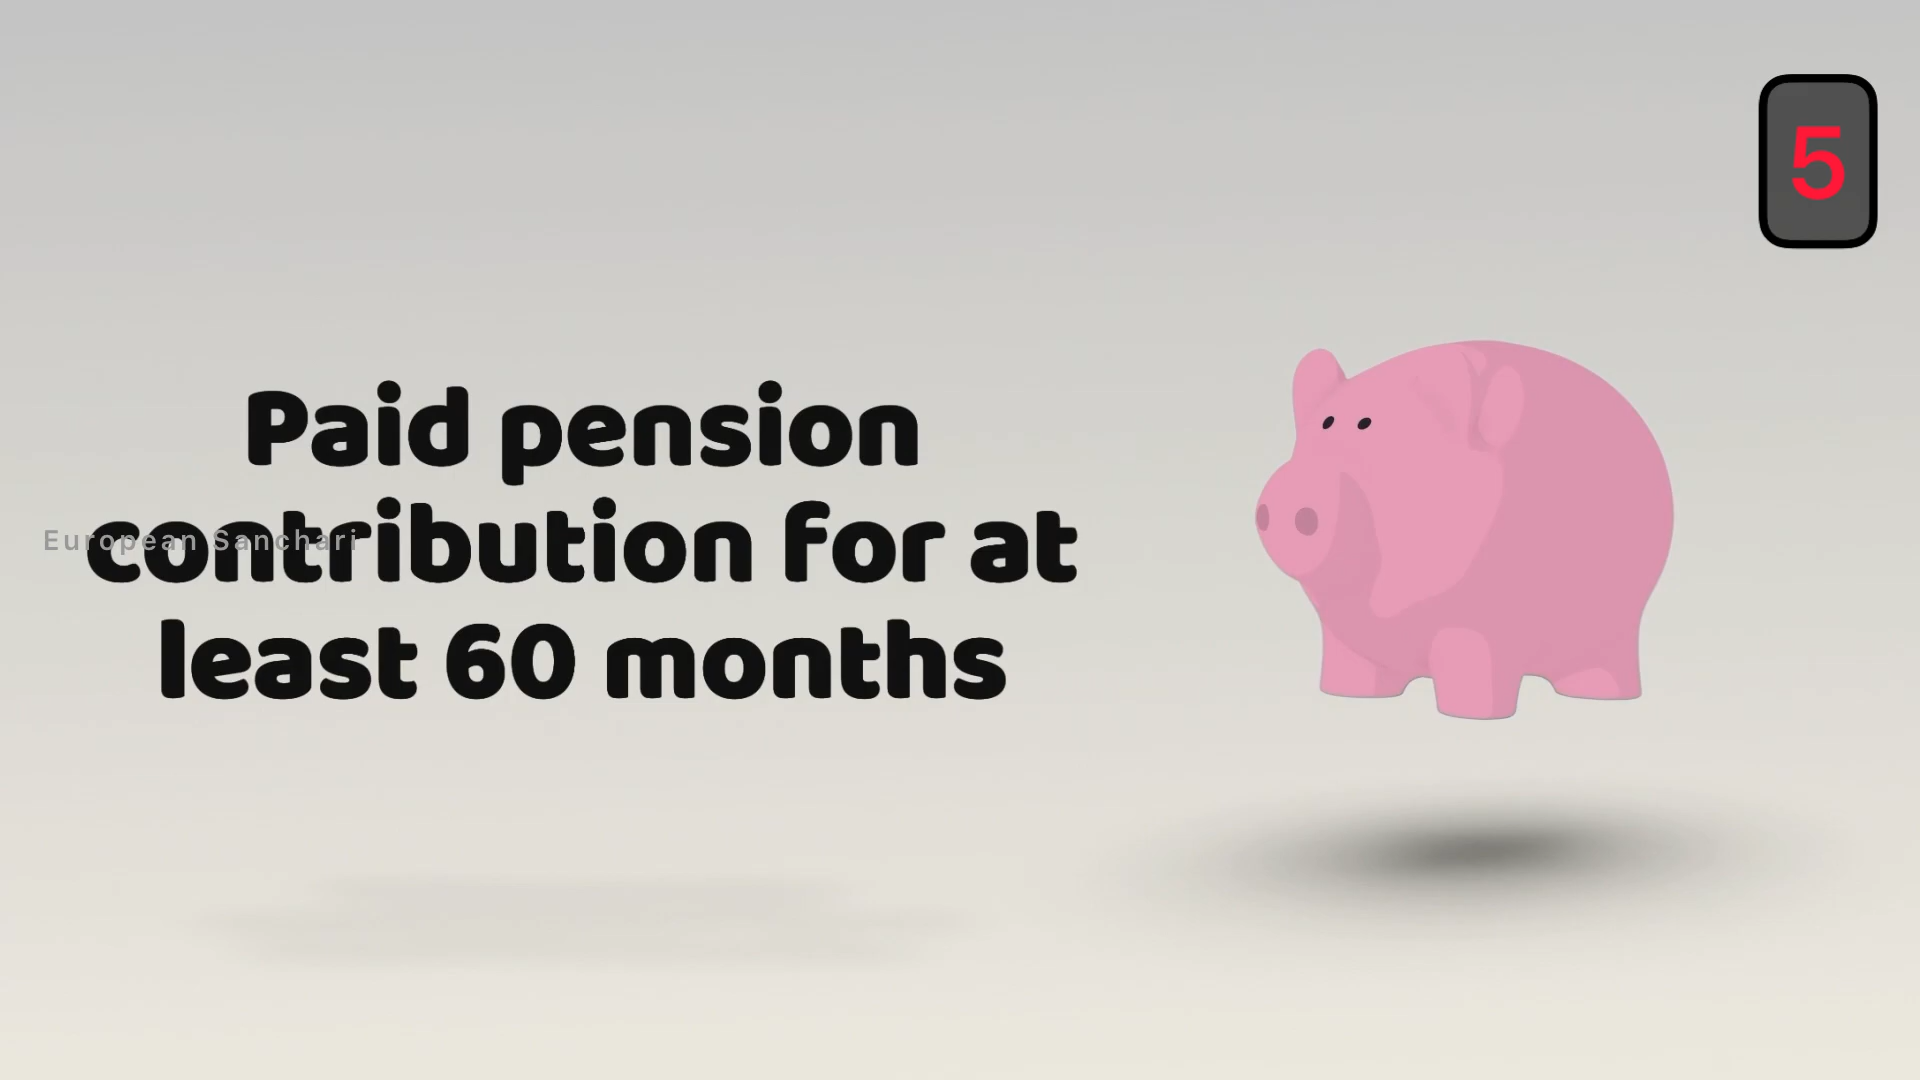 5
Paid pension
contribution for at
least 60 months
European Sanchari